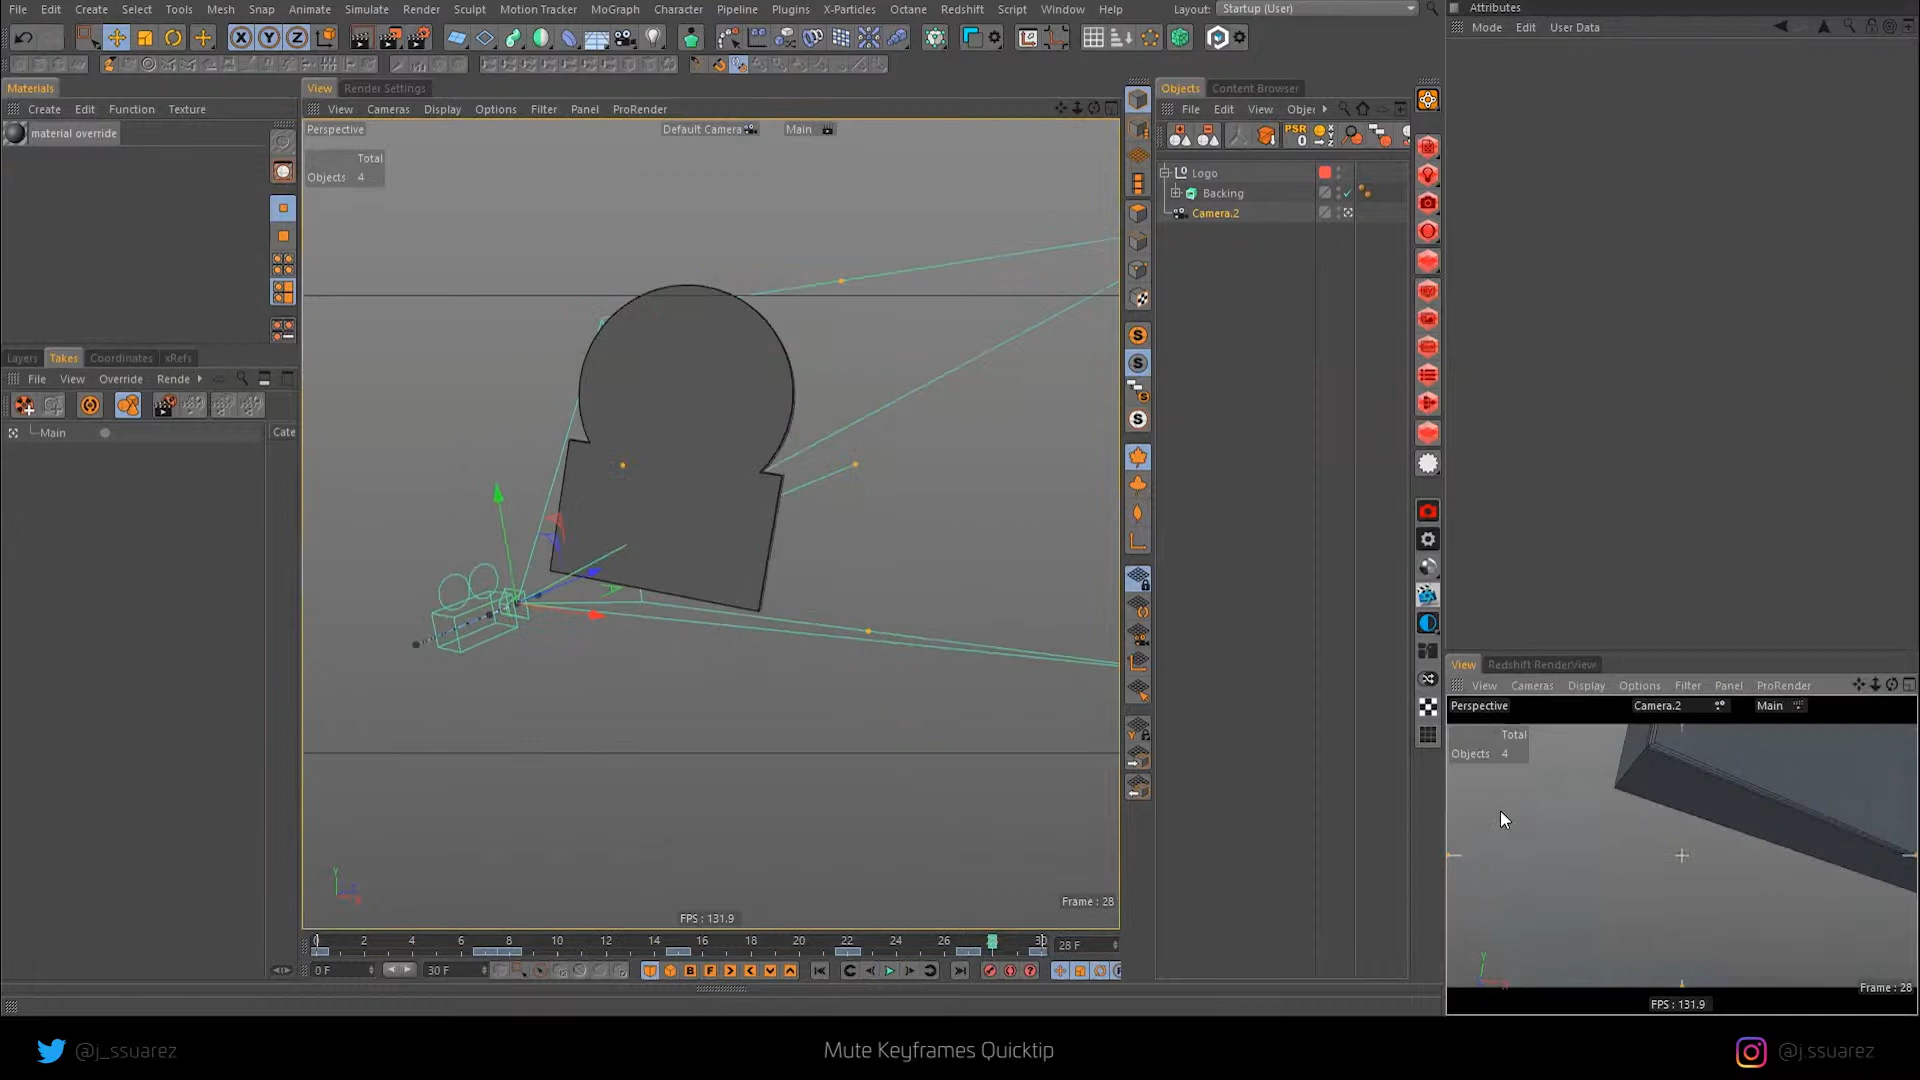 File Edit Create Select Tools Mesh Snap Animate Simulate Render Sculpt Motion Tracker MoGraph Character Pipeline Plugins X-Particles Octane Redshift Script Window Help Layout: Startup (User)
Attributes
Mode Edit User Data
X Y Z
Materials
Create Edit Function Texture
material override
View Render Settings
View Cameras Display Options Filter Panel ProRender
Perspective Default Camera Main
Total
Objects 4
Objects Content Browser
File Edit View Objec
PSR
0
Logo
Backing
Camera.2
Layers Takes Coordinates xRefs
File View Override Rende
Main Cate
Frame : 28
FPS : 131.9
0 2 4 6 8 10 12 14 16 18 20 22 24 26 30 28 F
0 F 30 F
View Redshift RenderView
View Cameras Display Options Filter Panel ProRender
Perspective Camera.2 Main
Total
Objects 4
Frame : 28
FPS : 131.9
@j_ssuarez Mute Keyframes Quicktip @j.ssuarez